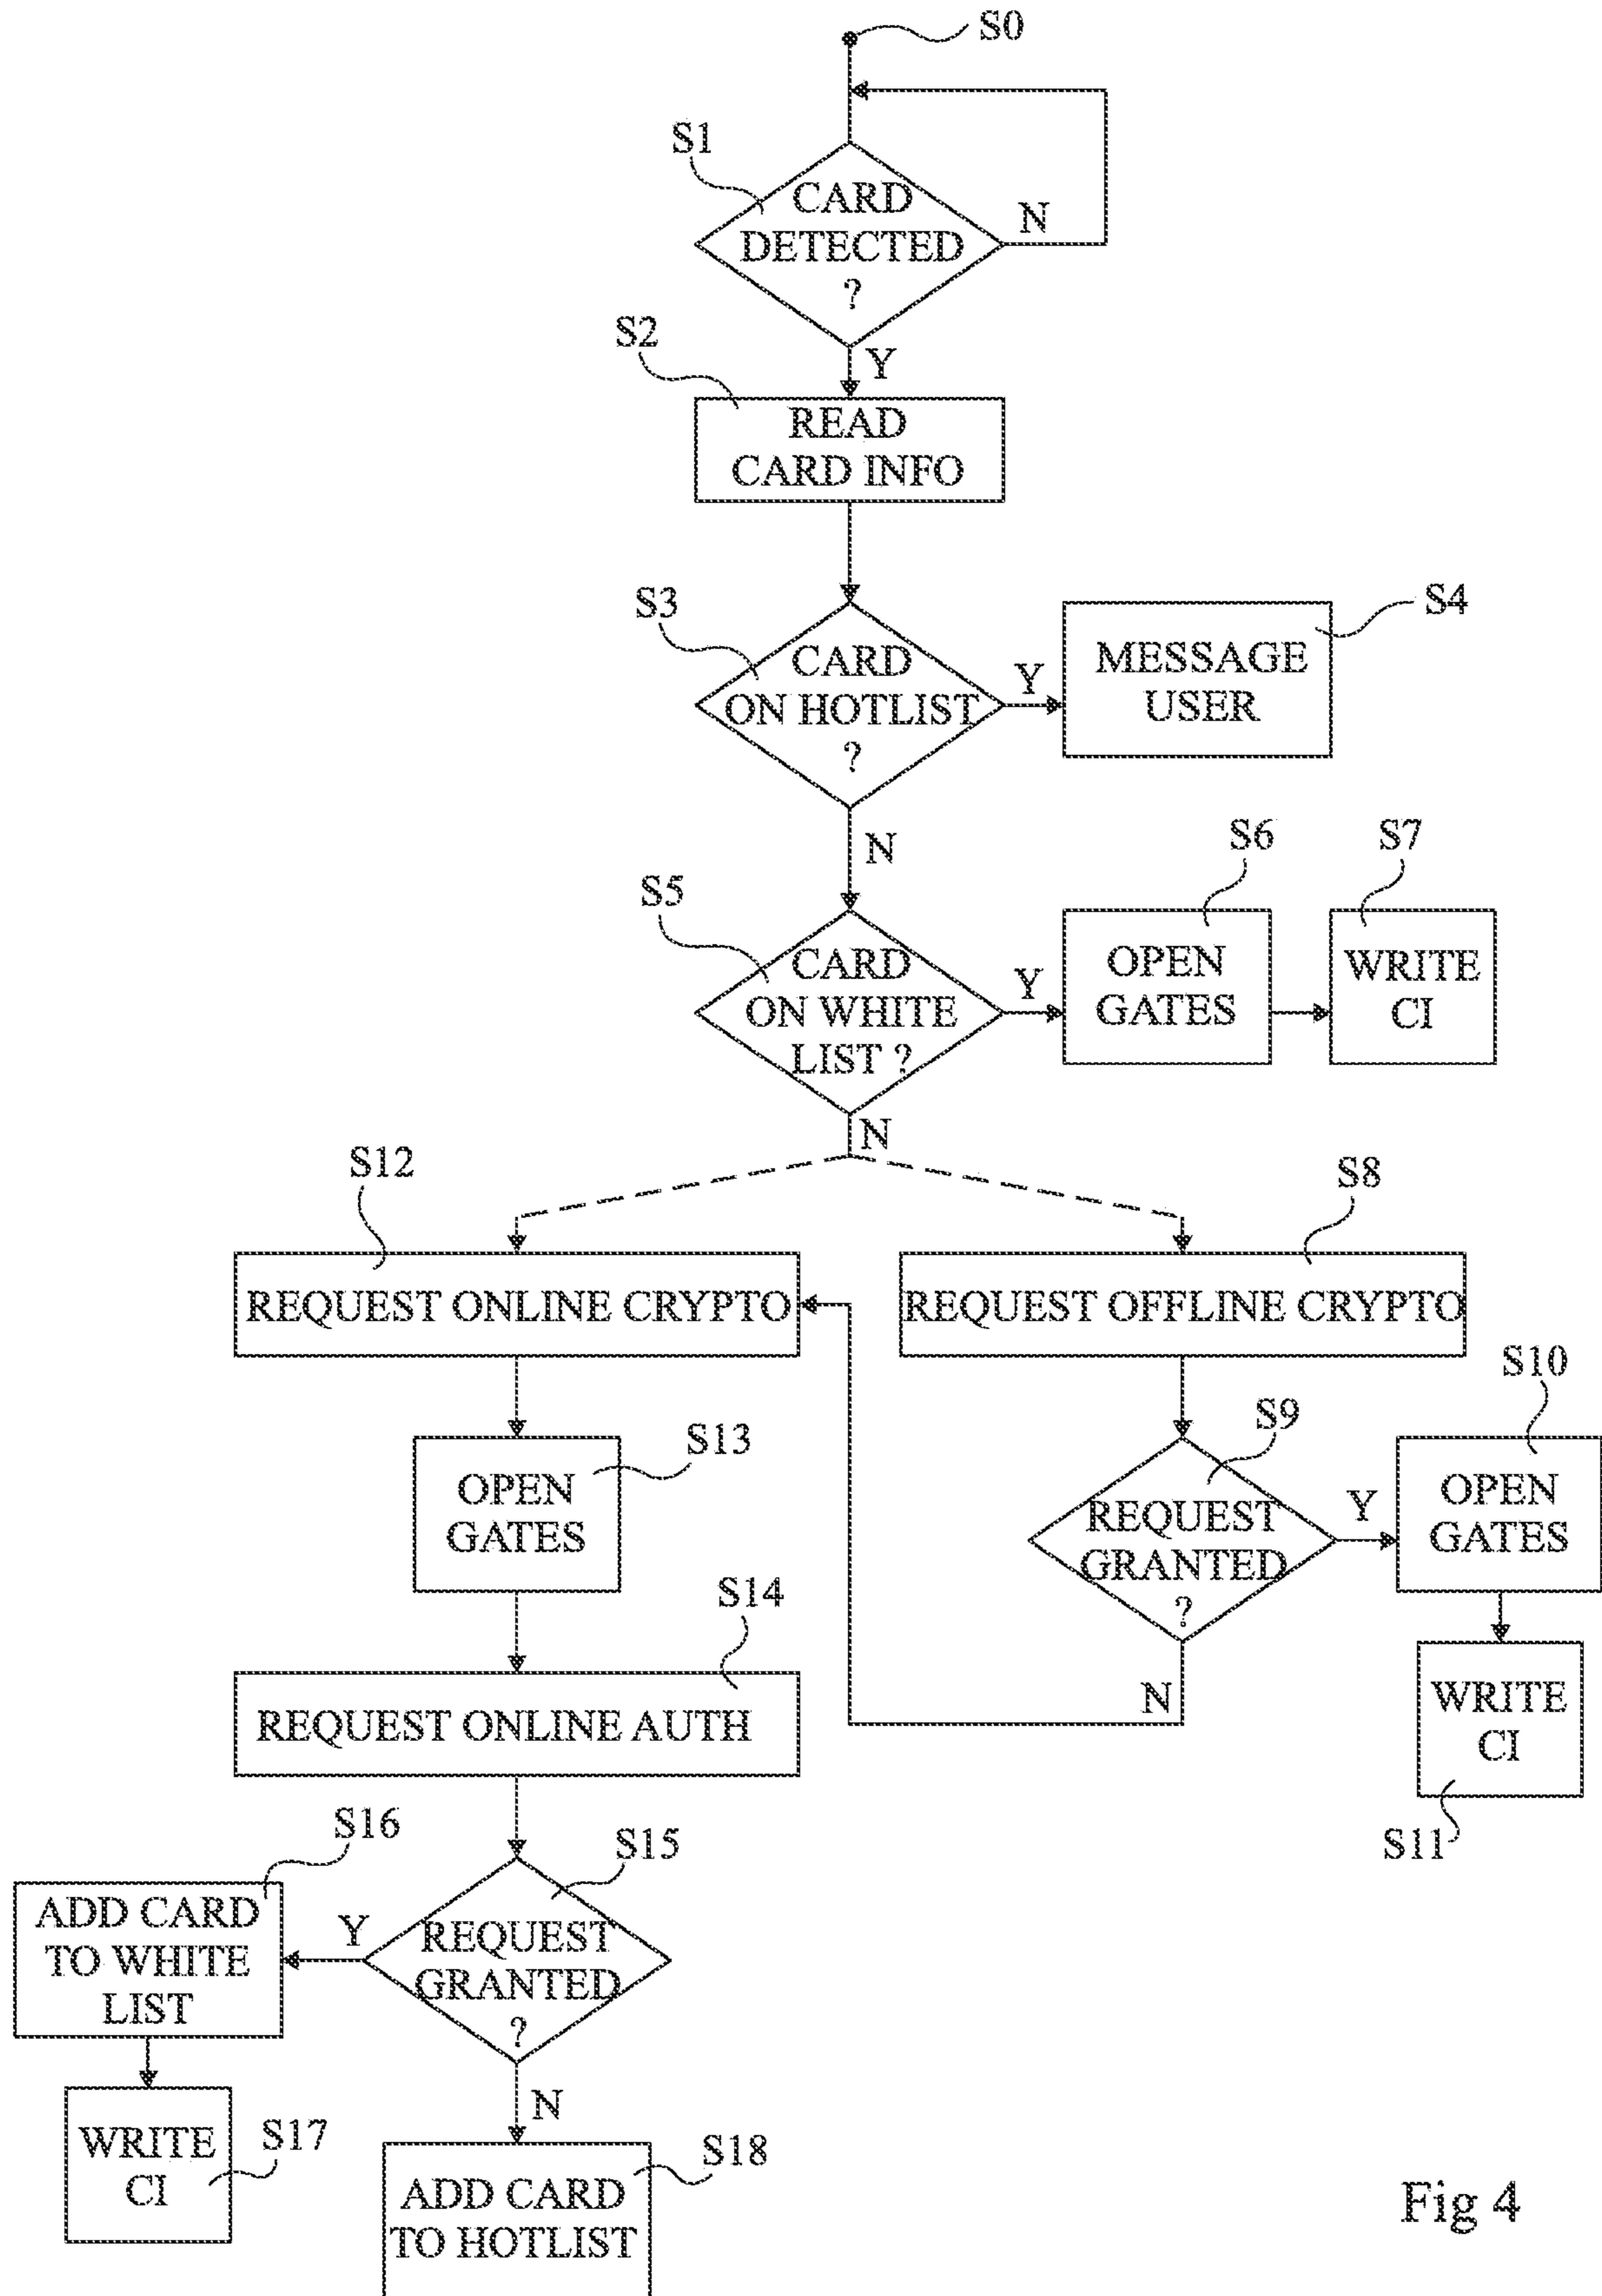 S0
S1
CARD
DETECTED
?
N
Y
S2
READ
CARD INFO
S3
CARD
ON HOTLIST
?
Y
S4
MESSAGE
USER
N
S5
CARD
ON WHITE
LIST ?
Y
S6
OPEN
GATES
S7
WRITE
CI
N
S12
REQUEST ONLINE CRYPTO
S8
REQUEST OFFLINE CRYPTO
S13
OPEN
GATES
S9
REQUEST
GRANTED
?
Y
S10
OPEN
GATES
N
S11
WRITE
CI
S14
REQUEST ONLINE AUTH
S15
REQUEST
GRANTED
?
Y
S16
ADD CARD
TO WHITE
LIST
S17
WRITE
CI
N
S18
ADD CARD
TO HOTLIST
Fig 4